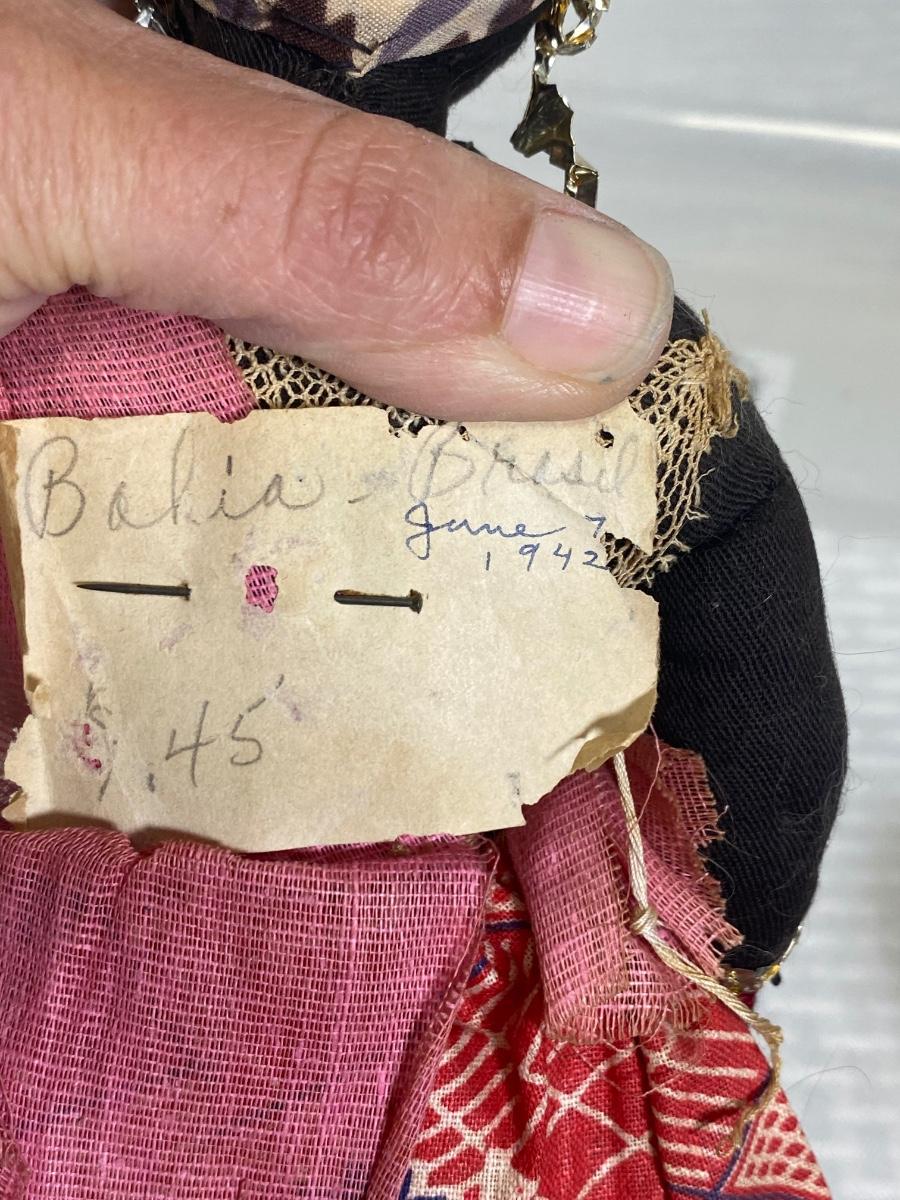 Bahia - Brasil
June 7,
1942
.45